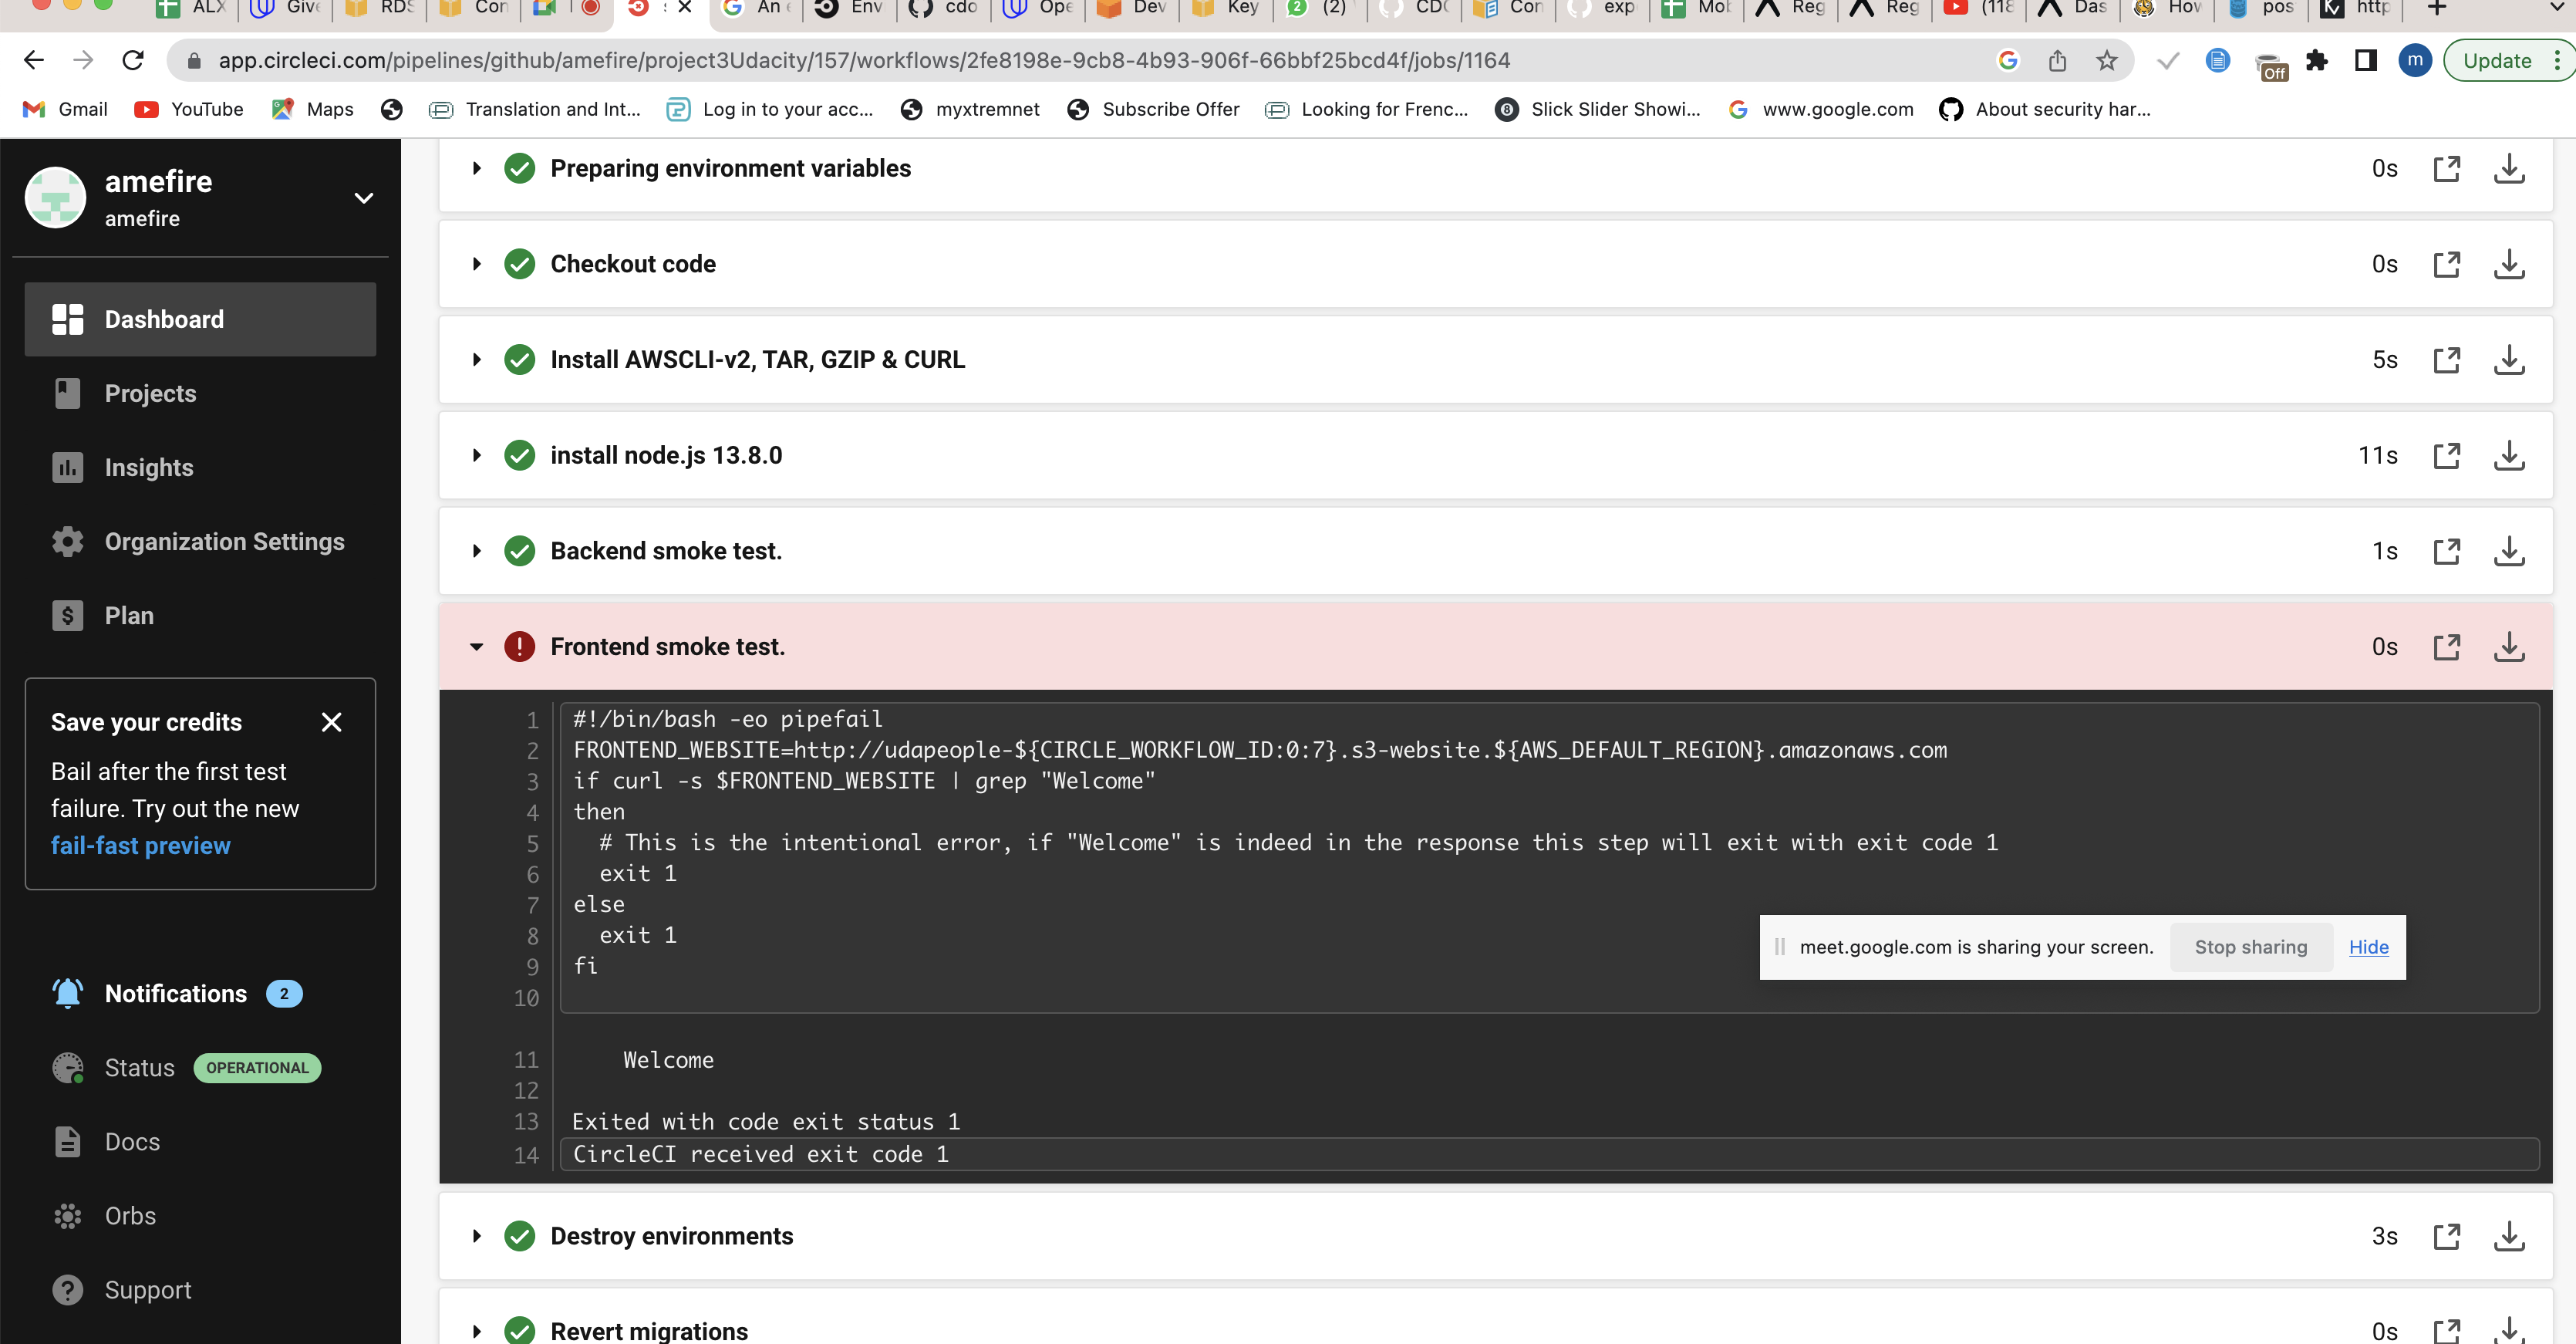 ALX
Give
RDS
Con
An e
Env
cdo
Ope
Dev
Key
2
(2)
CDC
Con
exp
Mob
Reg
Reg
(118
Das
How
pos
http
app.circleci.com/pipelines/github/amefire/project3Udacity/157/workflows/2fe8198e-9cb8-4b93-906f-66bbf25bcd4f/jobs/1164
Off
m
Update
Gmail
YouTube
Maps
Translation and Int...
Log in to your acc...
myxtremnet
Subscribe Offer
Looking for Frenc...
Slick Slider Showi...
www.google.com
About security har...
amefire
amefire
Dashboard
Projects
Insights
Organization Settings
Plan
Save your credits
Bail after the first test
failure. Try out the new
fail-fast preview
Notifications 2
Status OPERATIONAL
Docs
Orbs
Support
Preparing environment variables 0s
Checkout code 0s
Install AWSCLI-v2, TAR, GZIP & CURL 5s
install node.js 13.8.0 11s
Backend smoke test. 1s
Frontend smoke test. 0s
1 #!/bin/bash -eo pipefail
2 FRONTEND_WEBSITE=http://udapeople-${CIRCLE_WORKFLOW_ID:0:7}.s3-website.${AWS_DEFAULT_REGION}.amazonaws.com
3 if curl -s $FRONTEND_WEBSITE | grep "Welcome"
4 then
5 # This is the intentional error, if "Welcome" is indeed in the response this step will exit with exit code 1
6 exit 1
7 else
8 exit 1
9 fi
10
11 Welcome
12
13 Exited with code exit status 1
14 CircleCI received exit code 1
meet.google.com is sharing your screen. Stop sharing Hide
Destroy environments 3s
Revert migrations 0s